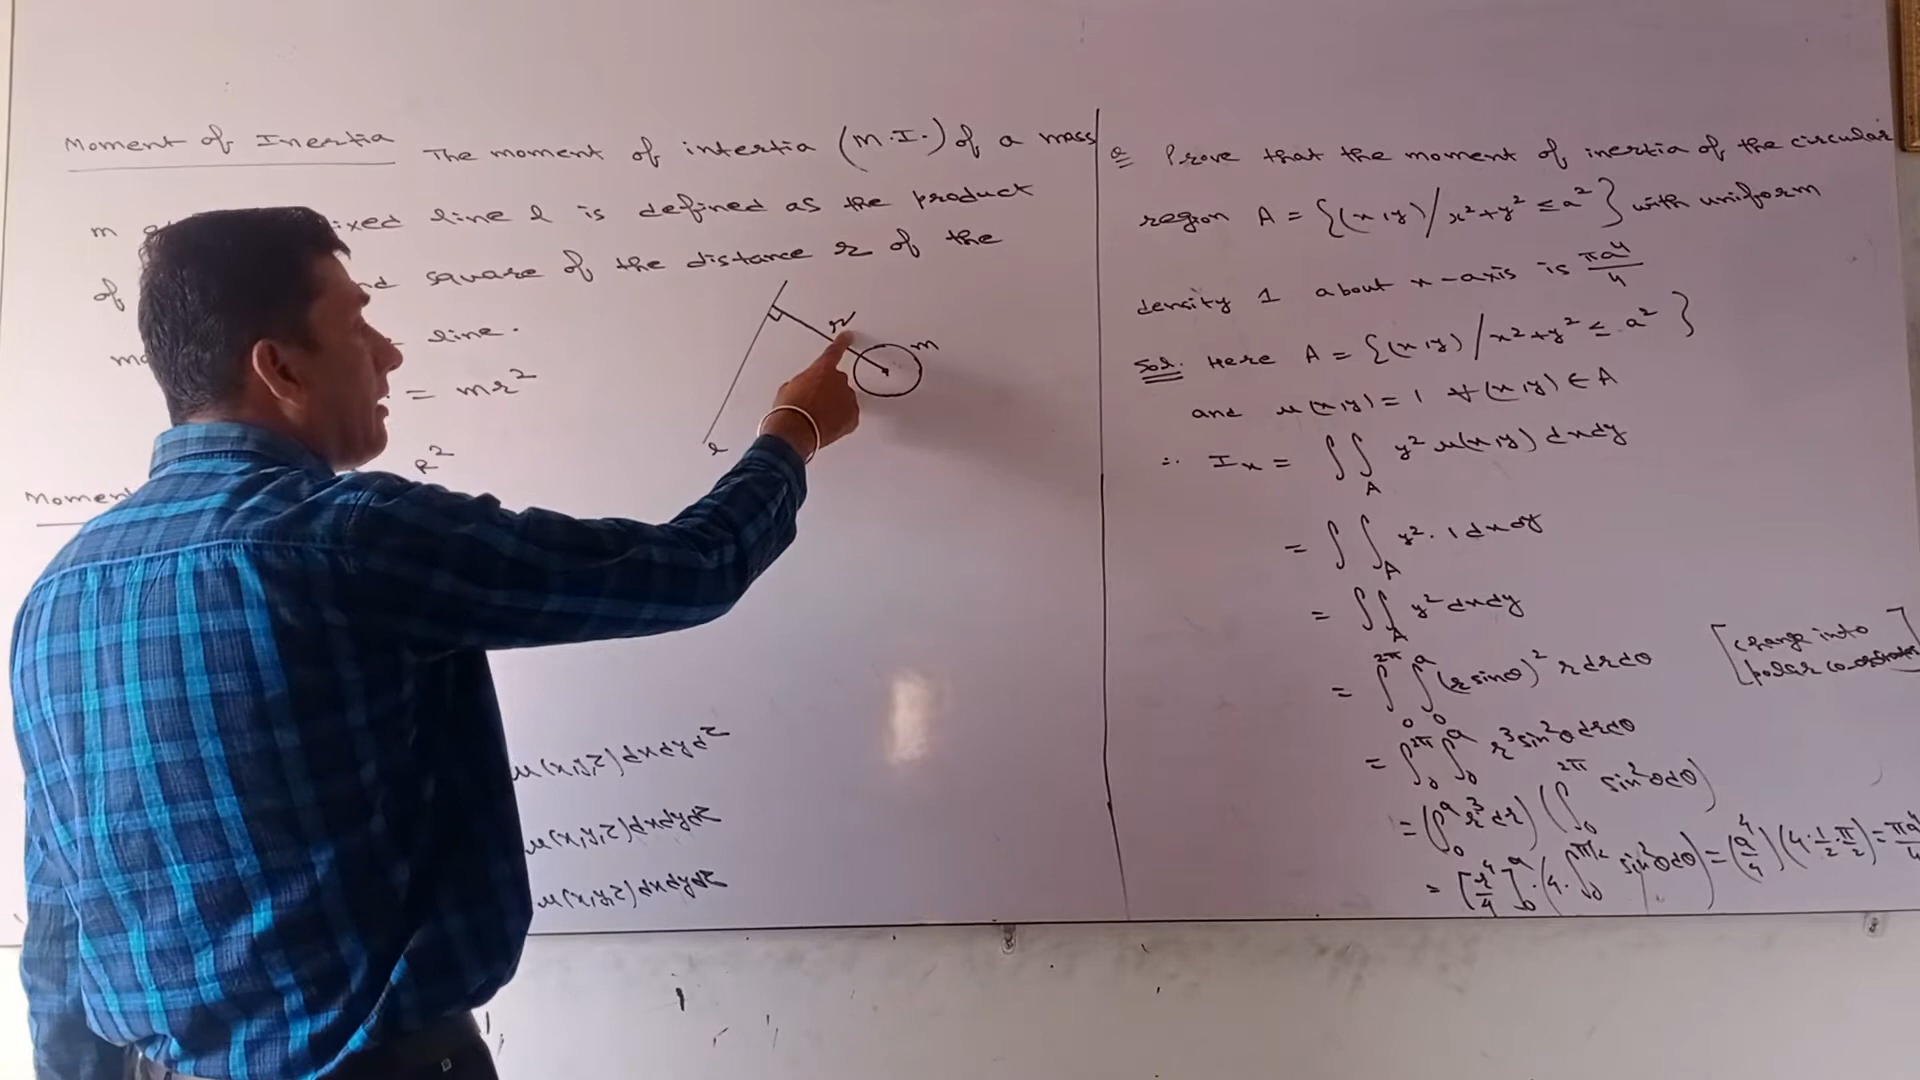 Moment of Inertia The moment of intertia (M.I.) of a mass
m ixed line l is defined as the product
of nd square of the distance r of the
line.
= mr²
R²
Momen
r
m
l
μ(x,y,z)dxdydz
μ(x,y,z)dxdydz
μ(x,y,z)dxdydz
Q Prove that the moment of inertia of the circular
region A = {(x,y)/x²+y² ≤ a²} with uniform
density 1 about x-axis is πa⁴/4
Sol. Here A = {(x,y)/x²+y² ≤ a²}
and μ(x,y) = 1 ∀ (x,y) ∈ A
∴ Iₓ = ∫∫_A y² μ(x,y) dxdy
= ∫∫_A y². 1 dxdy
= ∫∫_A y² dxdy
= ∫₀^2π ∫₀^a (r sinθ)² r dr dθ [change into
polar co-ordinates]
= ∫₀^2π ∫₀^a r³ sin²θ dr dθ
= (∫₀^a r³ dr) (∫₀^2π sin²θ dθ)
= [r⁴/4]₀^a . (4. ∫₀^π/2 sin²θ dθ) = (a⁴/4)(4.1/2.π/2) = πa⁴/4